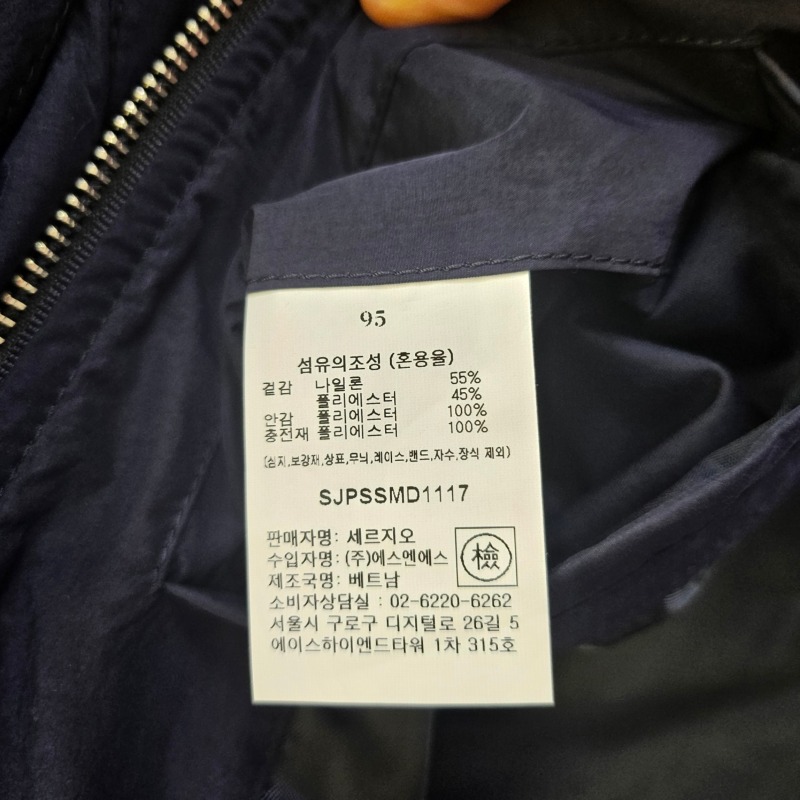 95
섬유의조성 (혼용율)
겉감 나일론 55%
폴리에스터 45%
안감 폴리에스터 100%
충전재 폴리에스터 100%
(심지,보강재,상표,무늬,레이스,밴드,자수,장식 제외)
SJPSSMD1117
판매자명: 세르지오
수입자명: (주)에스엔에스
檢
제조국명: 베트남
소비자상담실 : 02-6220-6262
서울시 구로구 디지털로 26길 5
에이스하이엔드타워 1차 315호